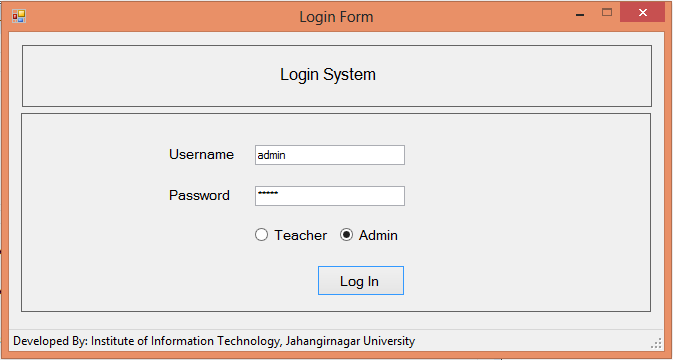 Login Form
Login System
Username admin
Password *****
Teacher Admin
Log In
Developed By: Institute of Information Technology, Jahangirnagar University